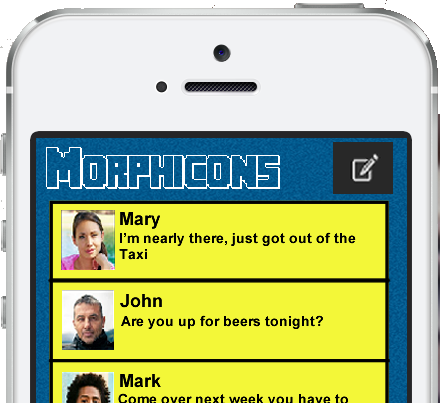 MORPHICONS
Mary
I'm nearly there, just got out of the
Taxi
John
Are you up for beers tonight?
Mark
Come over next week you have to